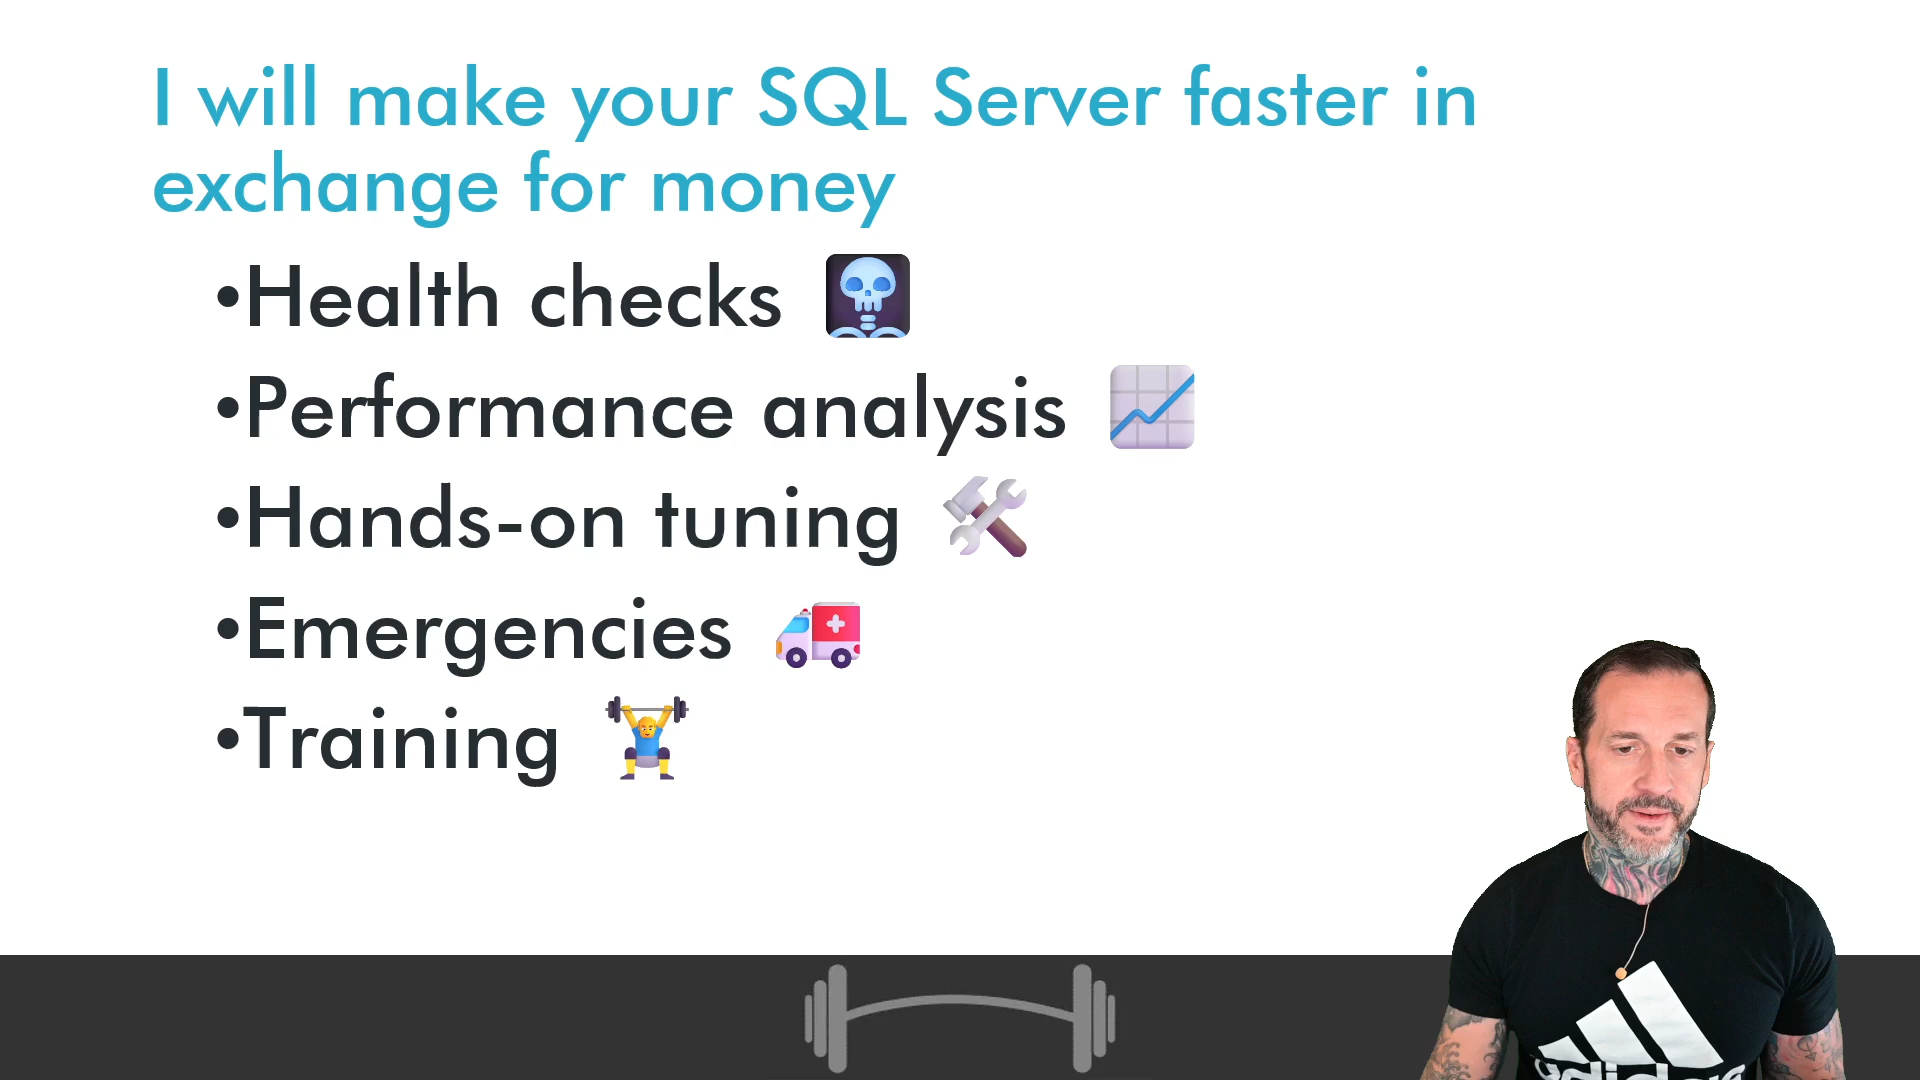 I will make your SQL Server faster in
exchange for money
•Health checks
•Performance analysis
•Hands-on tuning
•Emergencies
•Training
adidas